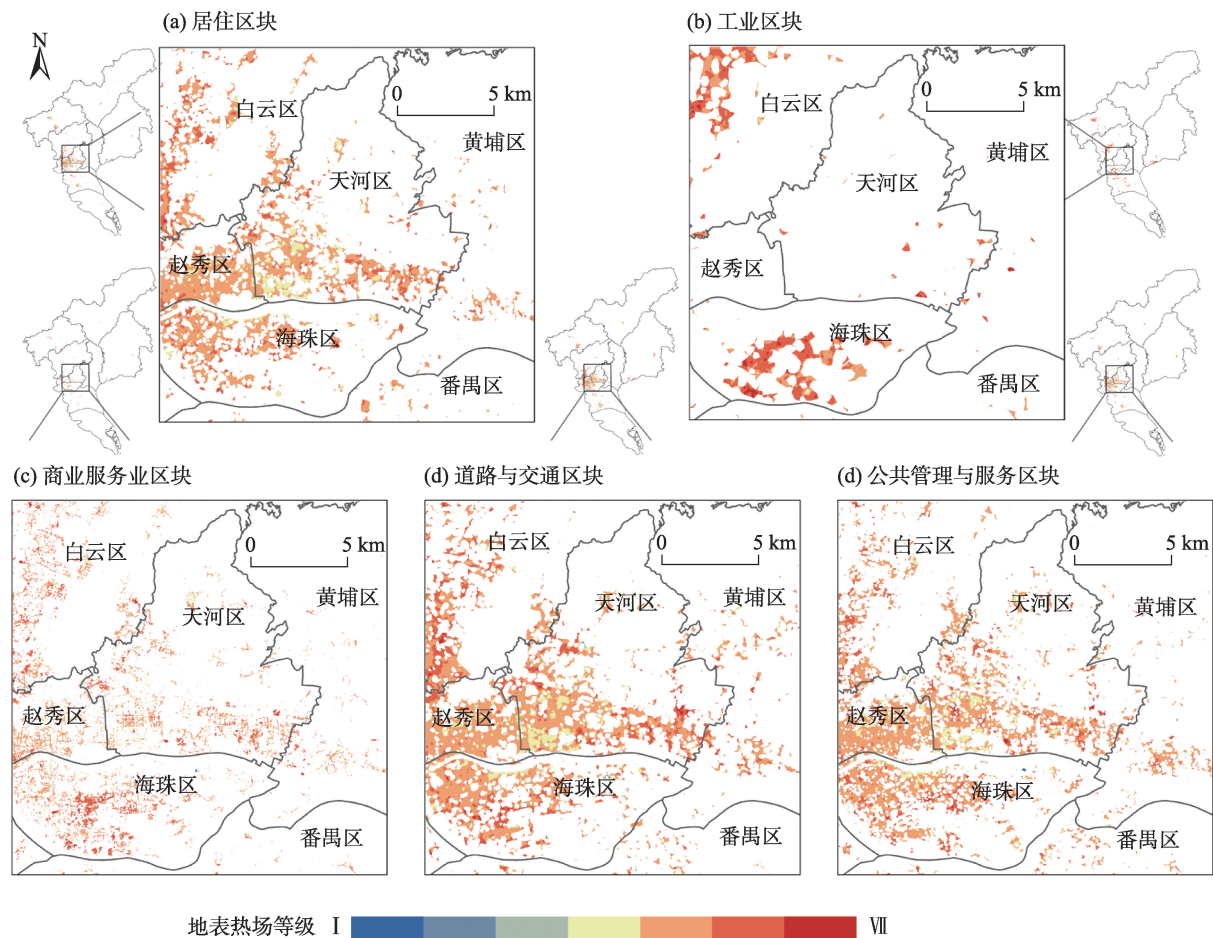 (a) 居住区块
(b) 工业区块
N
白云区
0 5 km
黄埔区
天河区
赵秀区
海珠区
番禺区
白云区
0 5 km
黄埔区
天河区
赵秀区
海珠区
番禺区
(c) 商业服务业区块
(d) 道路与交通区块
(d) 公共管理与服务区块
白云区
0 5 km
黄埔区
天河区
赵秀区
海珠区
番禺区
白云区
0 5 km
黄埔区
天河区
赵秀区
海珠区
番禺区
白云区
0 5 km
黄埔区
天河区
赵秀区
海珠区
番禺区
地表热场等级 Ⅰ Ⅶ